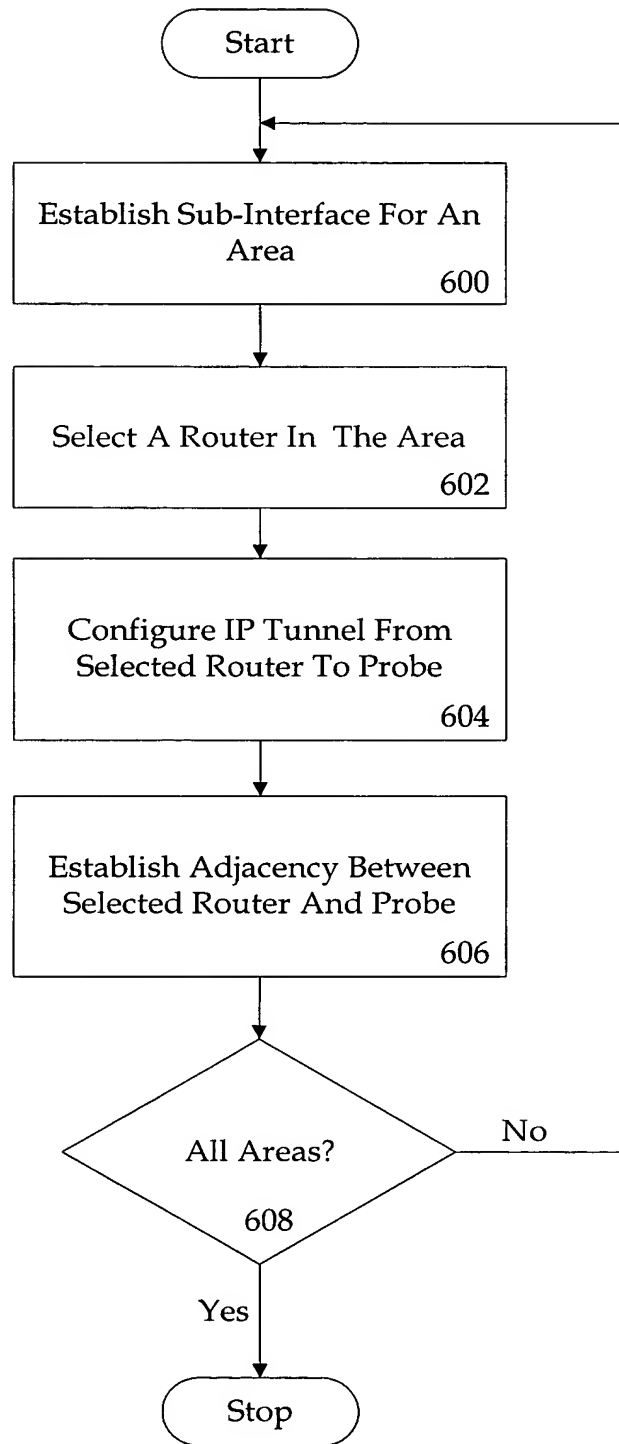 Start
Establish Sub-Interface For An
Area
600
Select A Router In The Area
602
Configure IP Tunnel From
Selected Router To Probe
604
Establish Adjacency Between
Selected Router And Probe
606
All Areas?
608
No
Yes
Stop